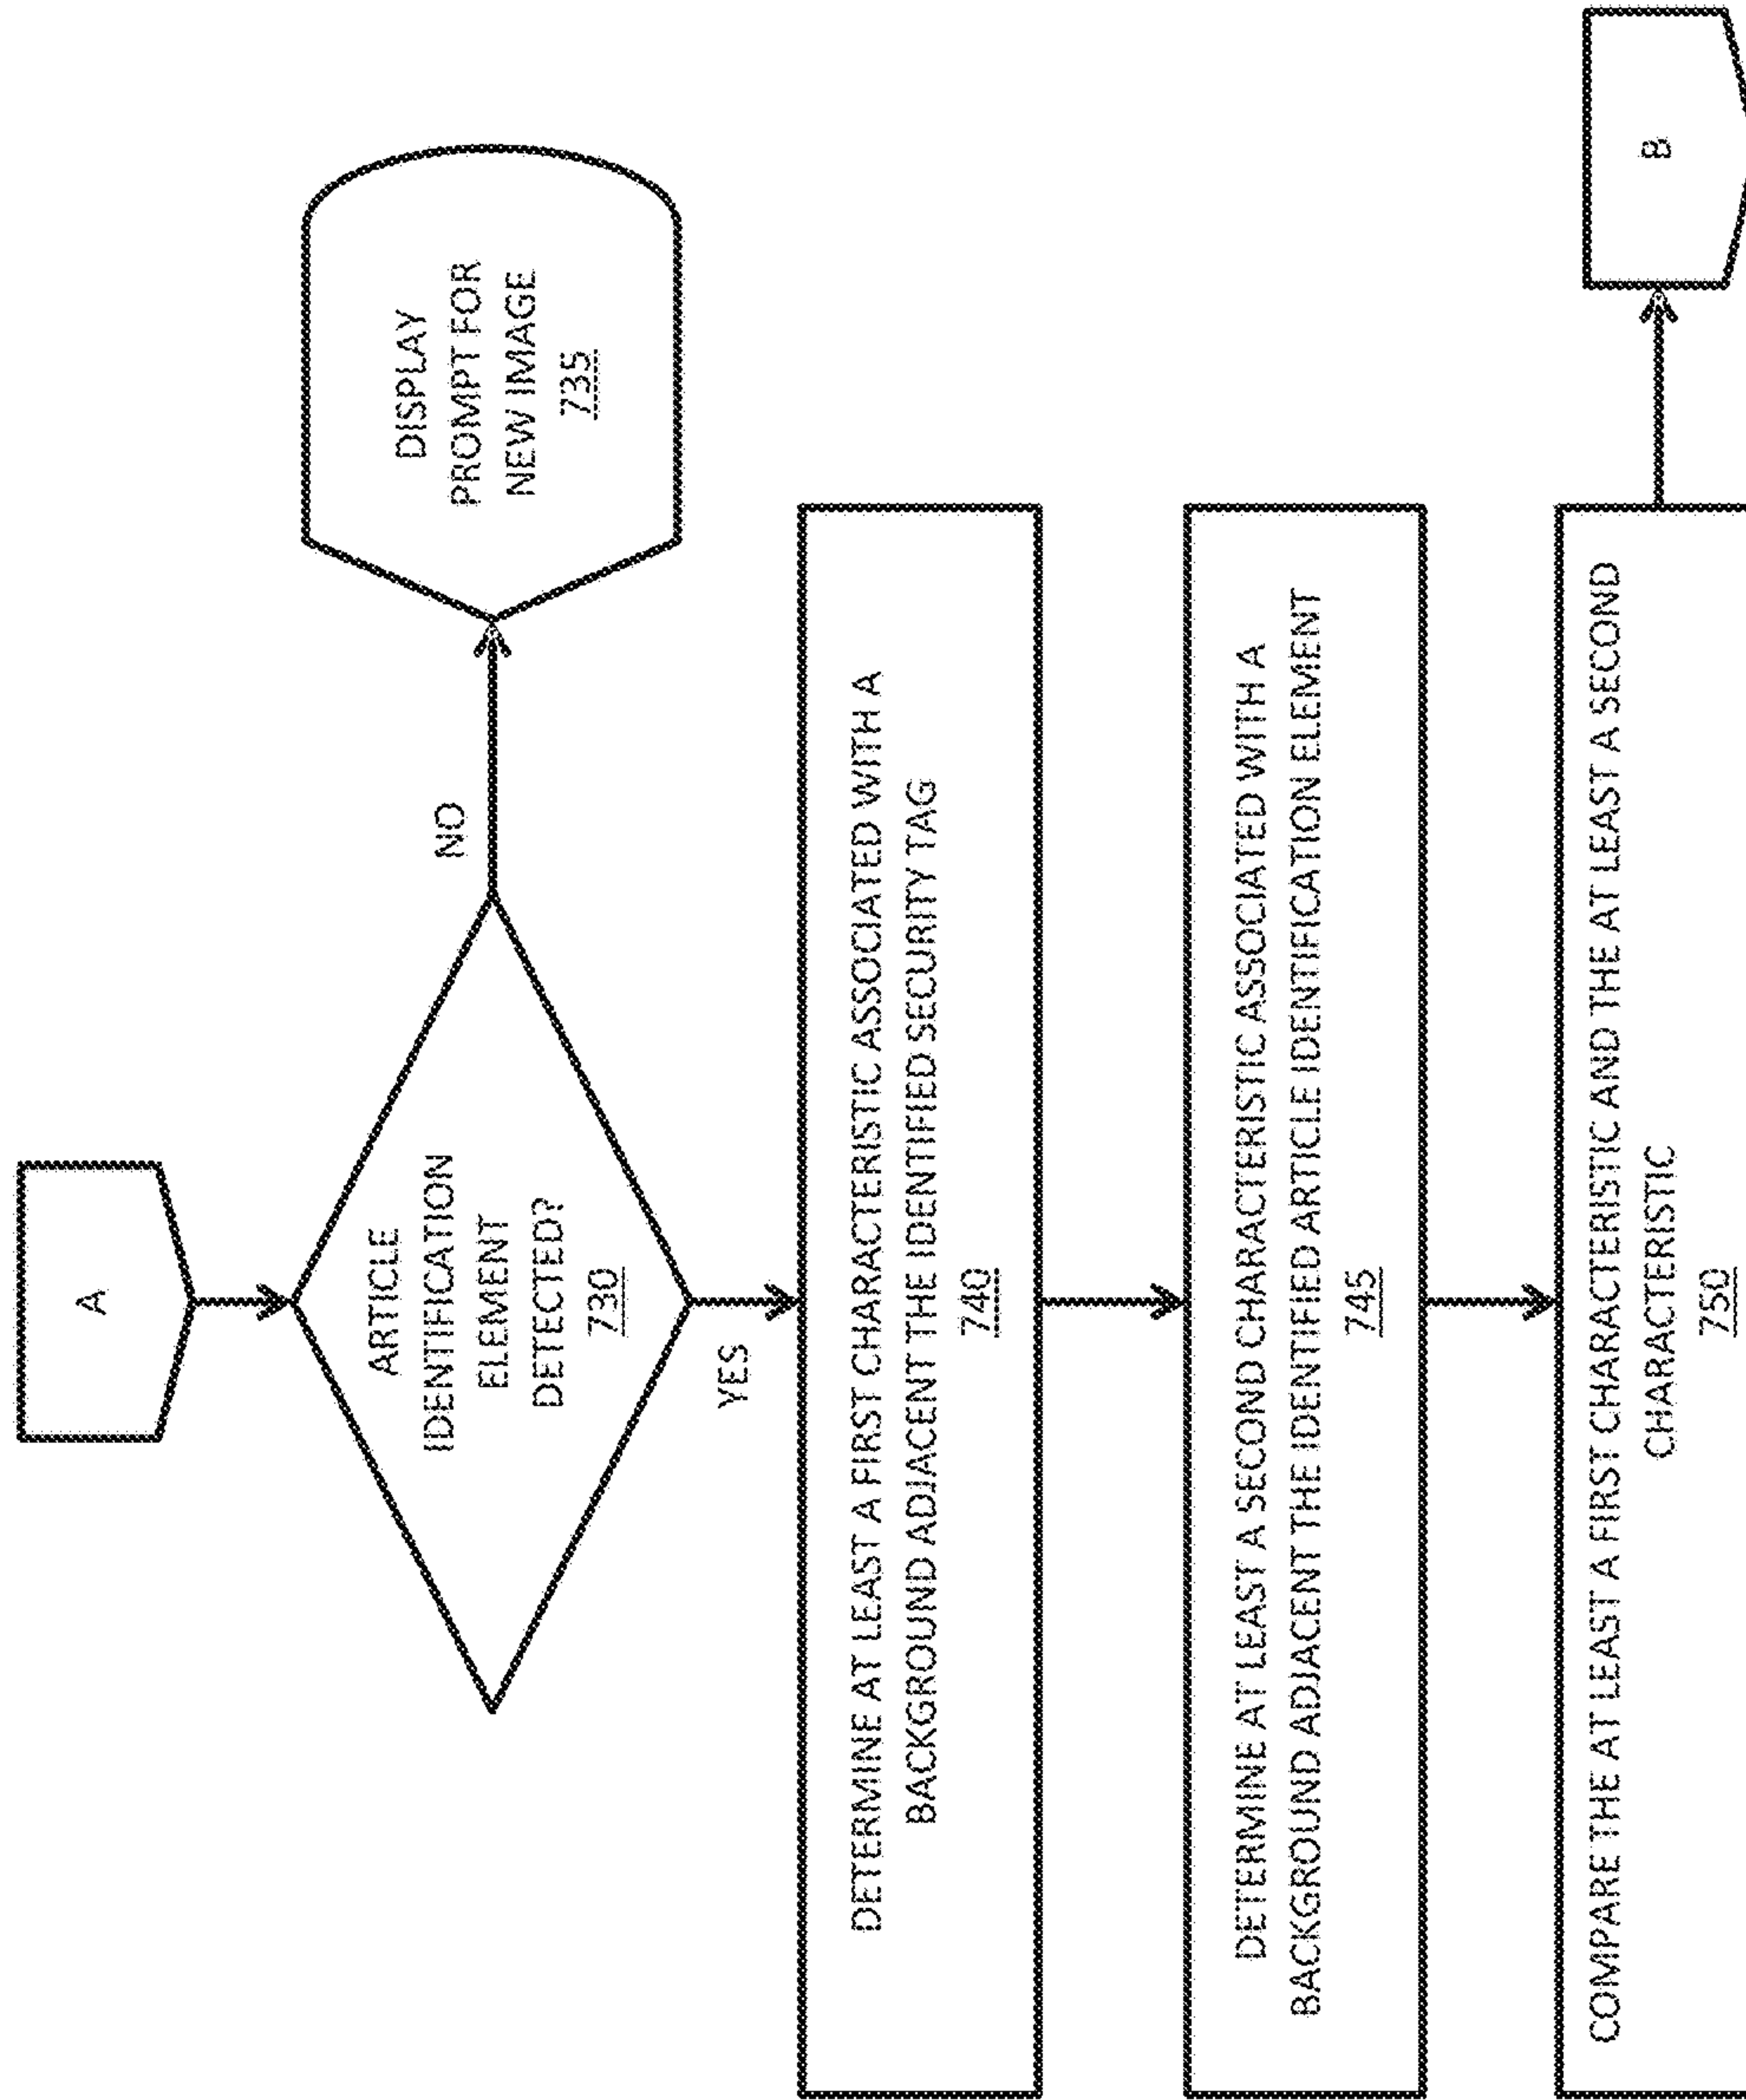 A
ARTICLE
IDENTIFICATION
ELEMENT
DETECTED?
730
NO
DISPLAY
PROMPT FOR
NEW IMAGE
735
YES
DETERMINE AT LEAST A FIRST CHARACTERISTIC ASSOCIATED WITH A
BACKGROUND ADJACENT THE IDENTIFIED SECURITY TAG
740
DETERMINE AT LEAST A SECOND CHARACTERISTIC ASSOCIATED WITH A
BACKGROUND ADJACENT THE IDENTIFIED ARTICLE IDENTIFICATION ELEMENT
745
COMPARE THE AT LEAST A FIRST CHARACTERISTIC AND THE AT LEAST A SECOND
CHARACTERISTIC
750
B